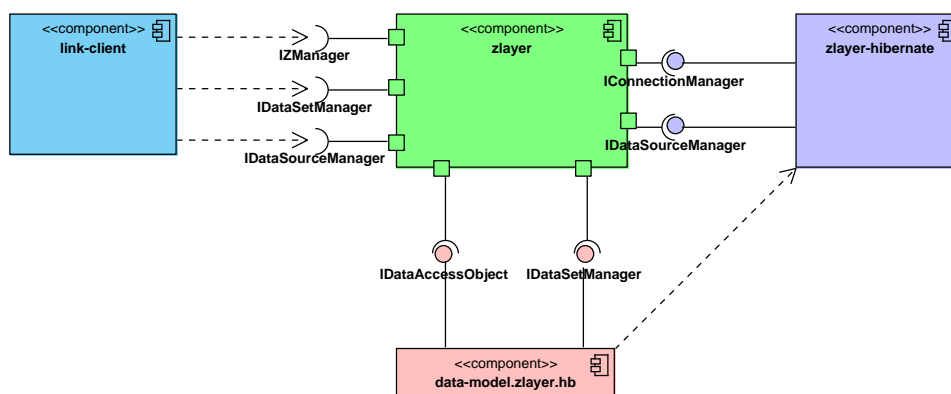 <<component>>
link-client
<<component>>
zlayer
<<component>>
zlayer-hibernate
IZManager
IDataSetManager
IDataSourceManager
IConnectionManager
IDataSourceManager
IDataAccessObject
IDataSetManager
<<component>>
data-model.zlayer.hb